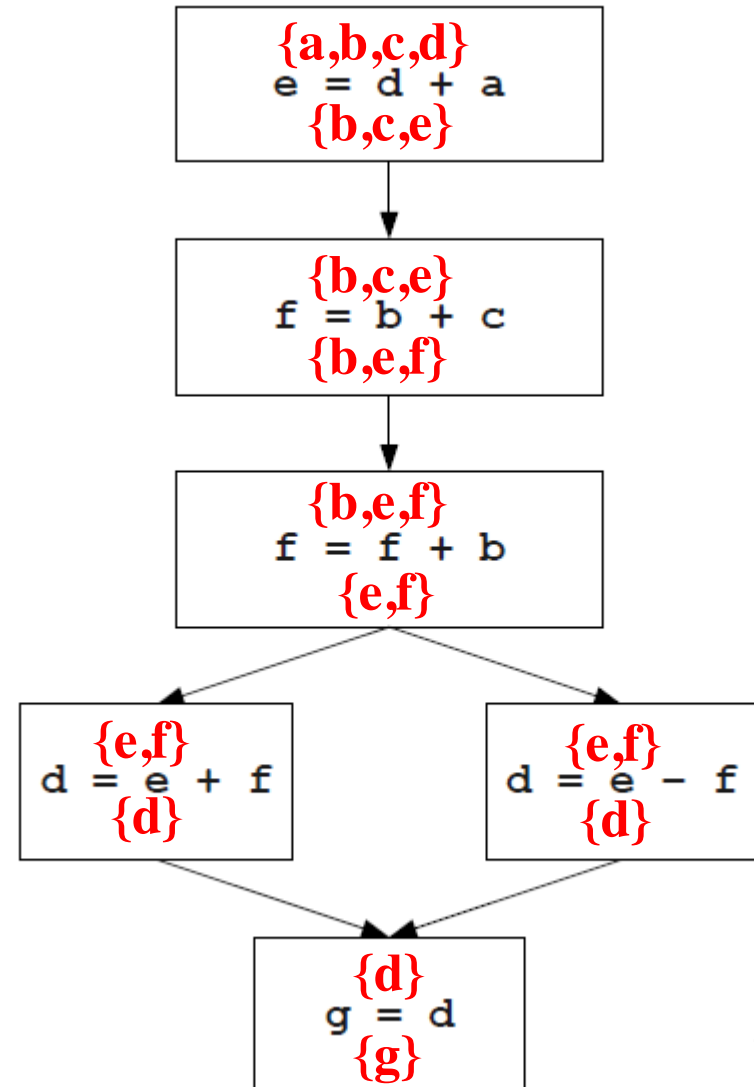 {a,b,c,d}
e = d + a
{b,c,e}
{b,c,e}
f = b + c
{b,e,f}
{b,e,f}
f = f + b
{e,f}
{e,f}
d = e + f
{d}
{e,f}
d = e - f
{d}
{d}
g = d
{g}